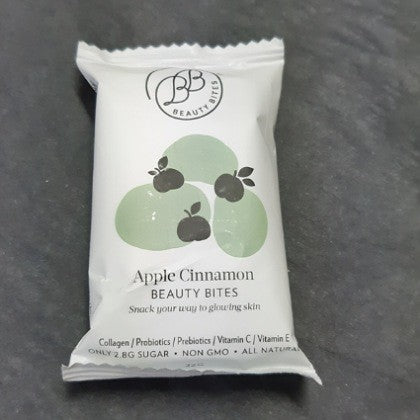 BB
BEAUTY BITES
Apple Cinnamon
BEAUTY BITES
Snack your way to glowing skin
Collagen / Probiotics / Prebiotics / Vitamin C / Vitamin E
ONLY 2.8G SUGAR • NON GMO • ALL NATURAL